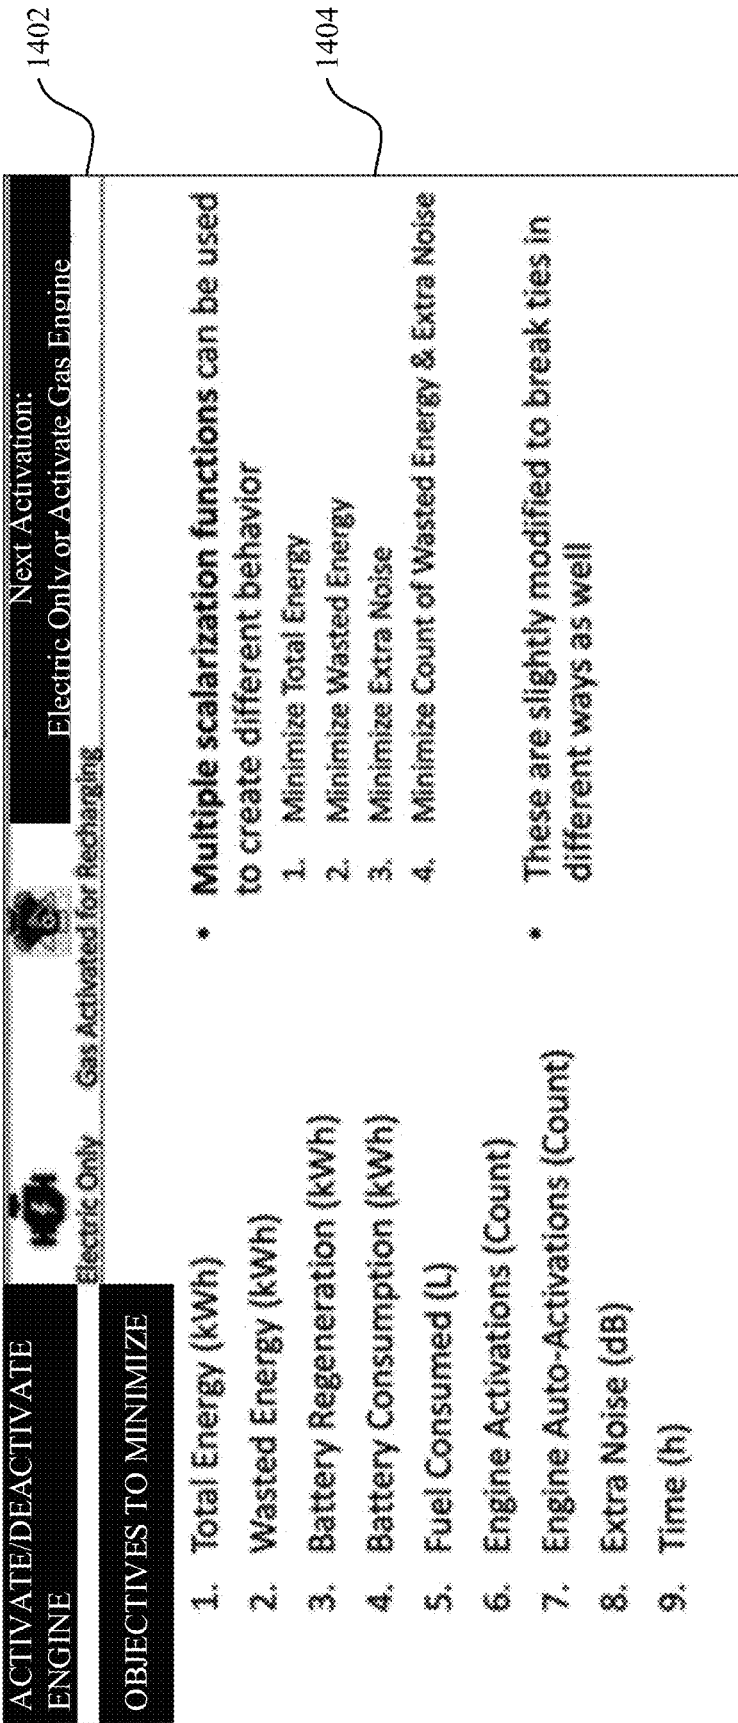 ACTIVATE/DEACTIVATE
ENGINE
Electric Only
Gas Activated for Recharging
Next Activation:
Electric Only or Activate Gas Engine
1402
OBJECTIVES TO MINIMIZE
1. Total Energy (kWh)
2. Wasted Energy (kWh)
3. Battery Regeneration (kWh)
4. Battery Consumption (kWh)
5. Fuel Consumed (L)
6. Engine Activations (Count)
7. Engine Auto-Activations (Count)
8. Extra Noise (dB)
9. Time (h)
• Multiple scalarization functions can be used
to create different behavior
1. Minimize Total Energy
2. Minimize Wasted Energy
3. Minimize Extra Noise
4. Minimize Count of Wasted Energy & Extra Noise
• These are slightly modified to break ties in
different ways as well
1404